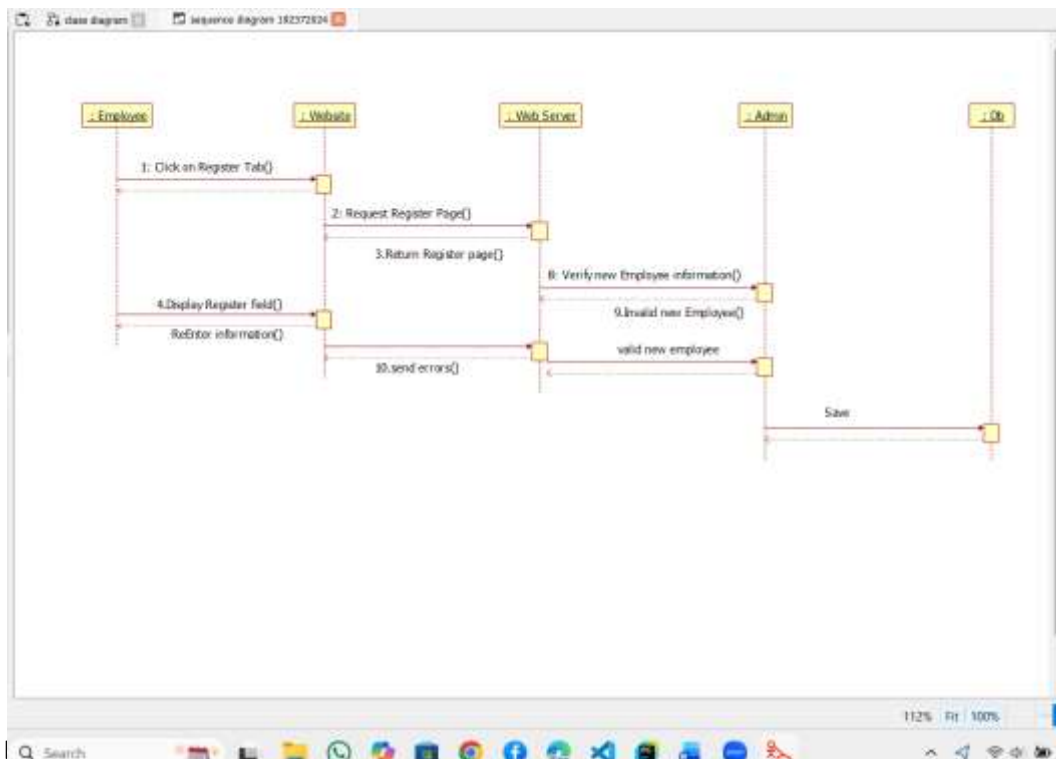 class diagram
sequence diagram 192372024
: Employee
: Website
: Web Server
: Admin
: Db
1: Click on Register Tab()
2: Request Register Page()
3.Return Register page()
8: Verify new Employee information()
4.Display Register field()
9.Invalid new Employee()
ReEnter information()
valid new employee
10.send errors()
Save
112% Fit 100%
Search